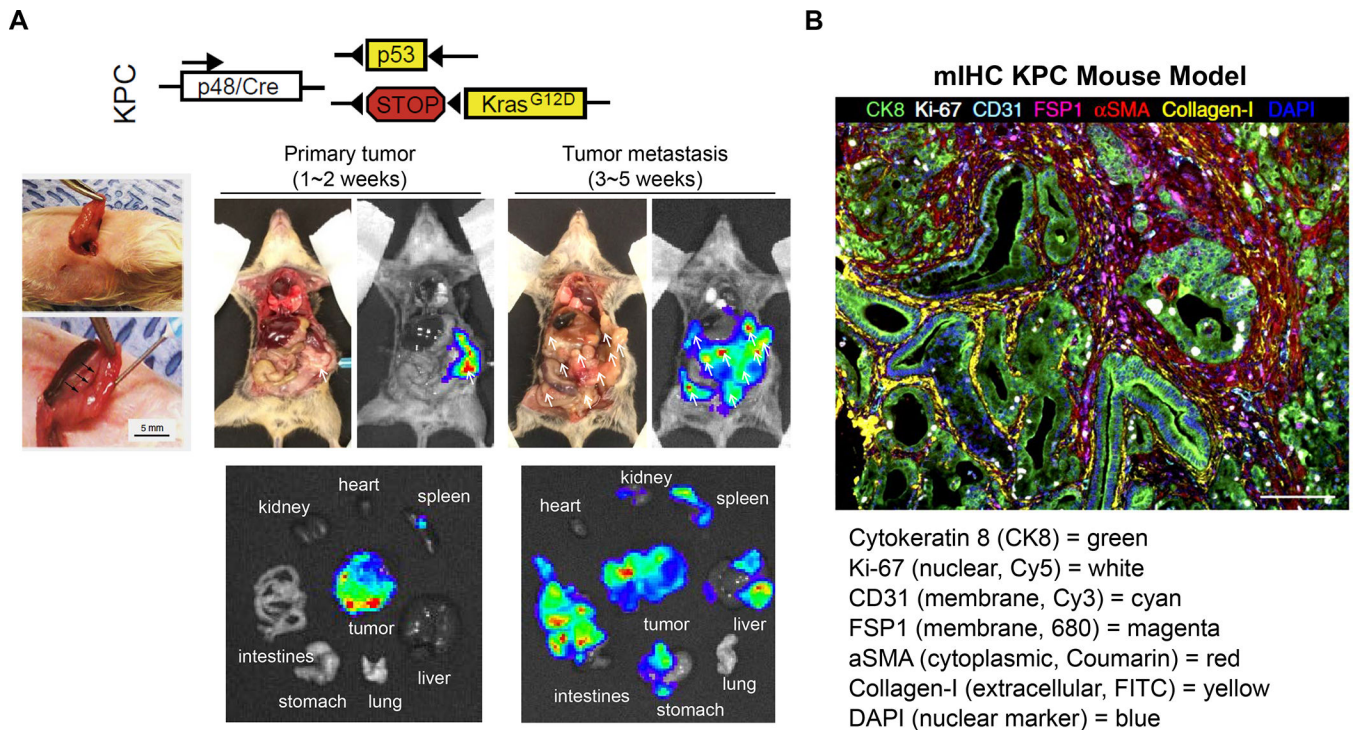 A
KPC
p48/Cre
p53
STOP
Kras^G12D
Primary tumor
(1~2 weeks)
Tumor metastasis
(3~5 weeks)
5 mm
kidney
heart
spleen
tumor
intestines
liver
stomach
lung
heart
kidney
spleen
tumor
liver
intestines
lung
stomach
B
mIHC KPC Mouse Model
CK8 Ki-67 CD31 FSP1 αSMA Collagen-I DAPI
Cytokeratin 8 (CK8) = green
Ki-67 (nuclear, Cy5) = white
CD31 (membrane, Cy3) = cyan
FSP1 (membrane, 680) = magenta
aSMA (cytoplasmic, Coumarin) = red
Collagen-I (extracellular, FITC) = yellow
DAPI (nuclear marker) = blue